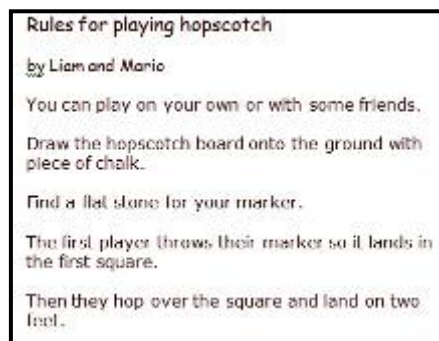 Rules for playing hopscotch
by Liam and Mario
You can play on your own or with some friends.
Draw the hopscotch board onto the ground with
piece of chalk.
Find a flat stone for your marker.
The first player throws their marker so it lands in
the first square.
Then they hop over the square and land on two
feet.